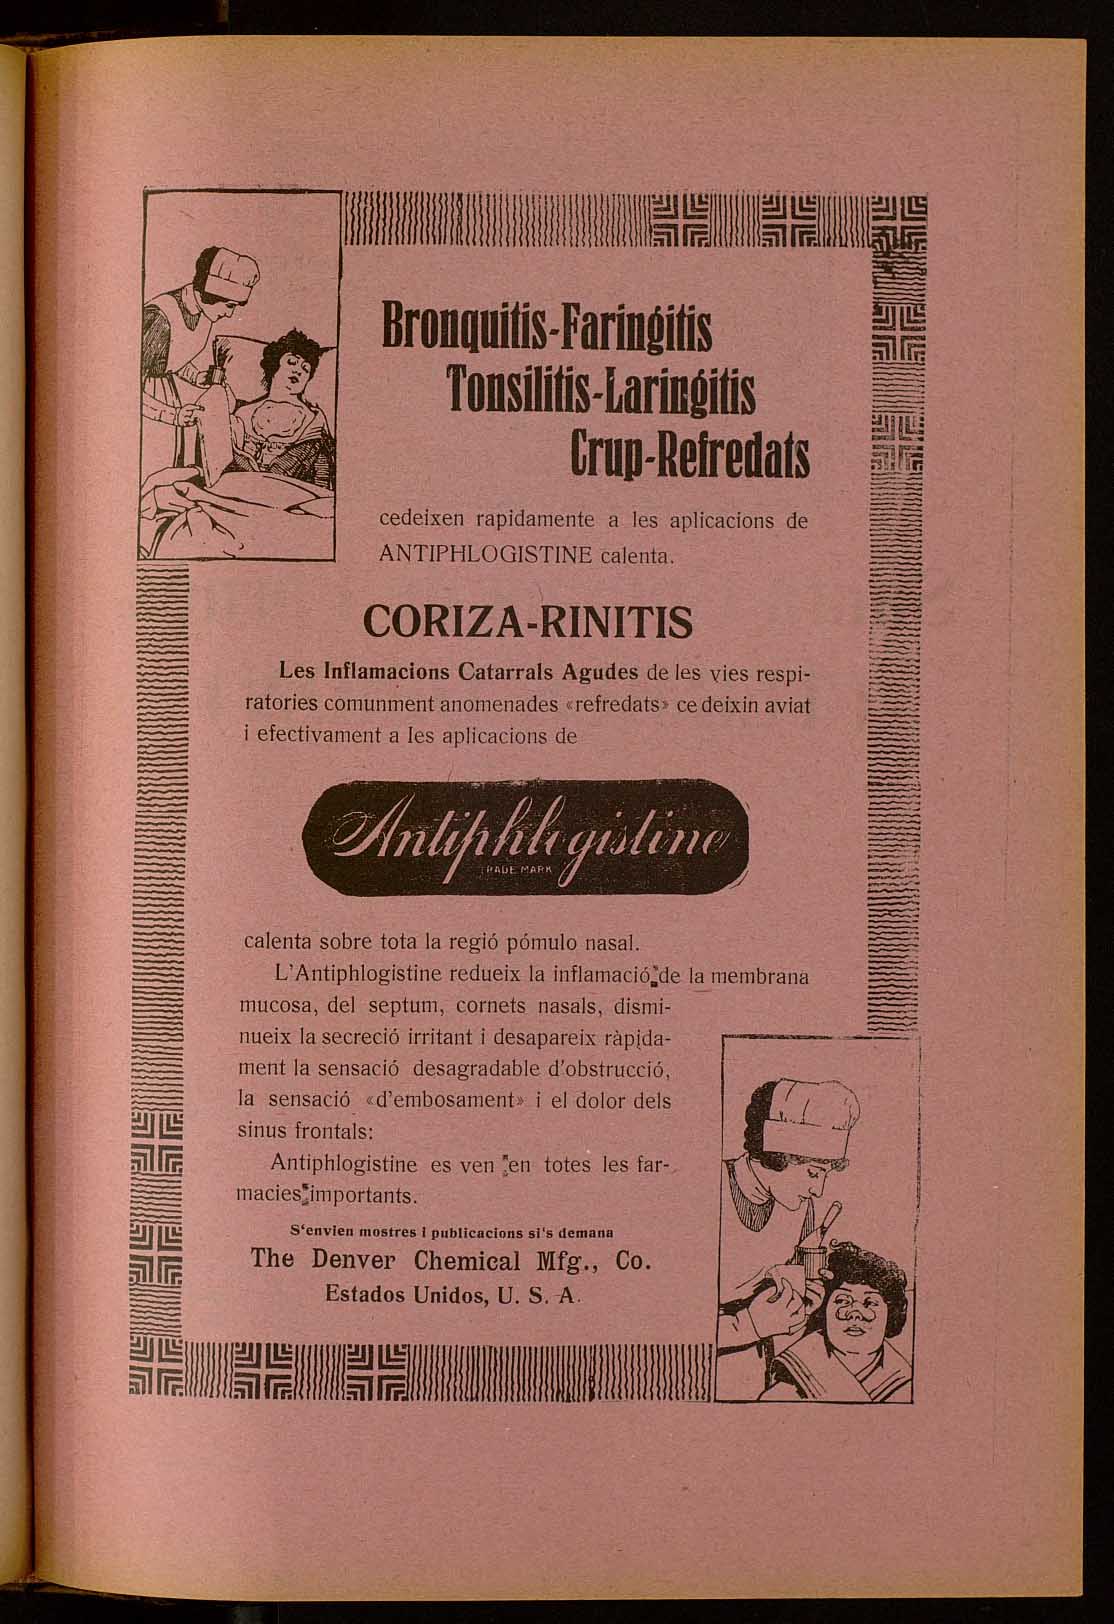 Bronquitis-Faringitis
Tonsilitis-Laringitis
Crup-Refredats
cedeixen rapidamente a les aplicacions de
ANTIPHLOGISTINE calenta.
CORIZA-RINITIS
Les Inflamacions Catarrals Agudes de les vies respi-
ratories comunment anomenades «refredats» cedeixin aviat
i efectivament a les aplicacions de
Antiphlogistine
TRADE MARK
calenta sobre tota la regió pómulo nasal.
L'Antiphlogistine redueix la inflamació de la membrana
mucosa, del septum, cornets nasals, dismi-
nueix la secreció irritant i desapareix ràpida-
ment la sensació desagradable d'obstrucció,
la sensació «d'embosament» i el dolor dels
sinus frontals:
Antiphlogistine es ven en totes les far-
macies importants.
S'envien mostres i publicacions si's demana
The Denver Chemical Mfg., Co.
Estados Unidos, U. S. A.